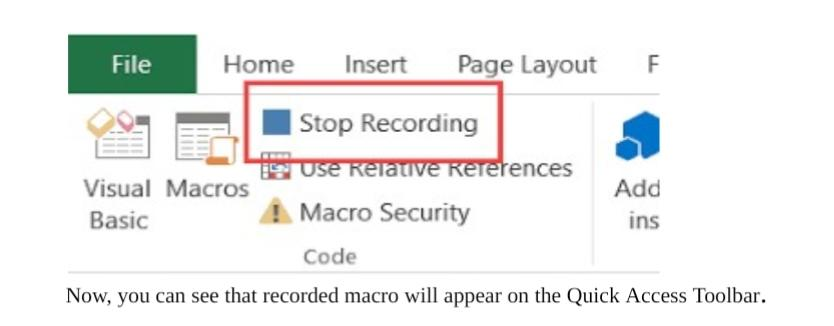 File Home Insert Page Layout F
Stop Recording
Use Relative References
Visual Basic
Macros
Macro Security
Add
ins
Code
Now, you can see that recorded macro will appear on the Quick Access Toolbar.